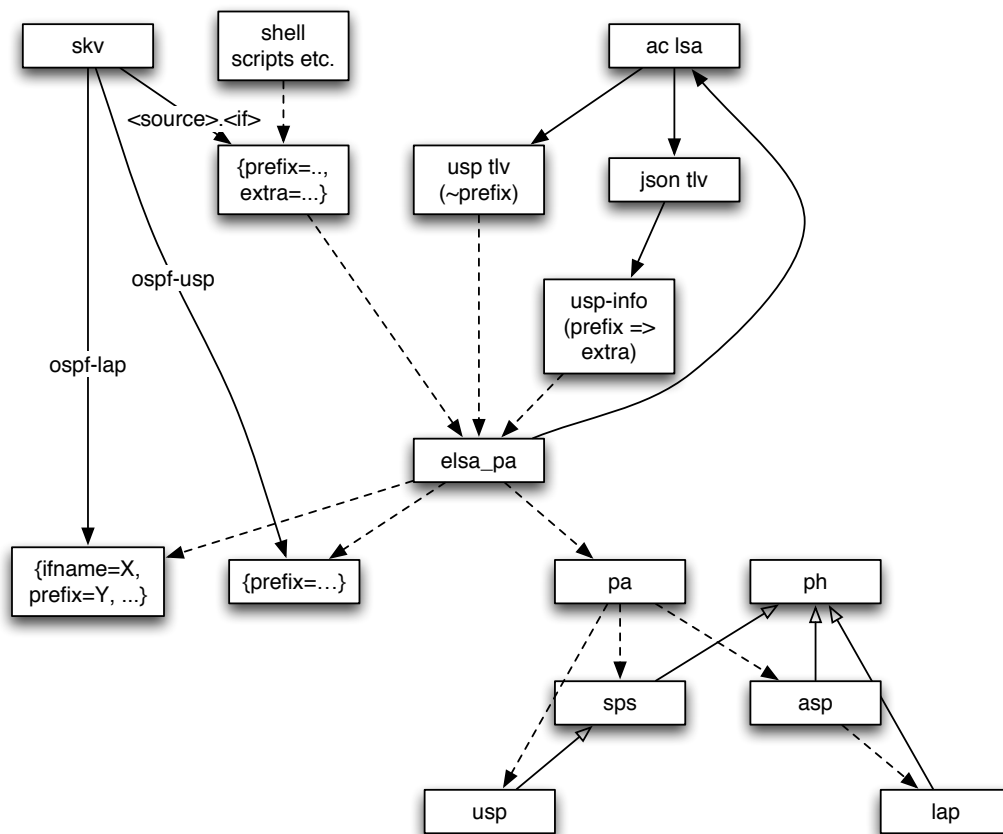 skv
shell
scripts etc.
ac lsa
<source>.<if>
{prefix=..,
extra=...}
usp tlv
(~prefix)
json tlv
ospf-usp
usp-info
(prefix =>
extra)
ospf-lap
elsa_pa
{ifname=X,
prefix=Y, ...}
{prefix=...}
pa
ph
sps
asp
usp
lap